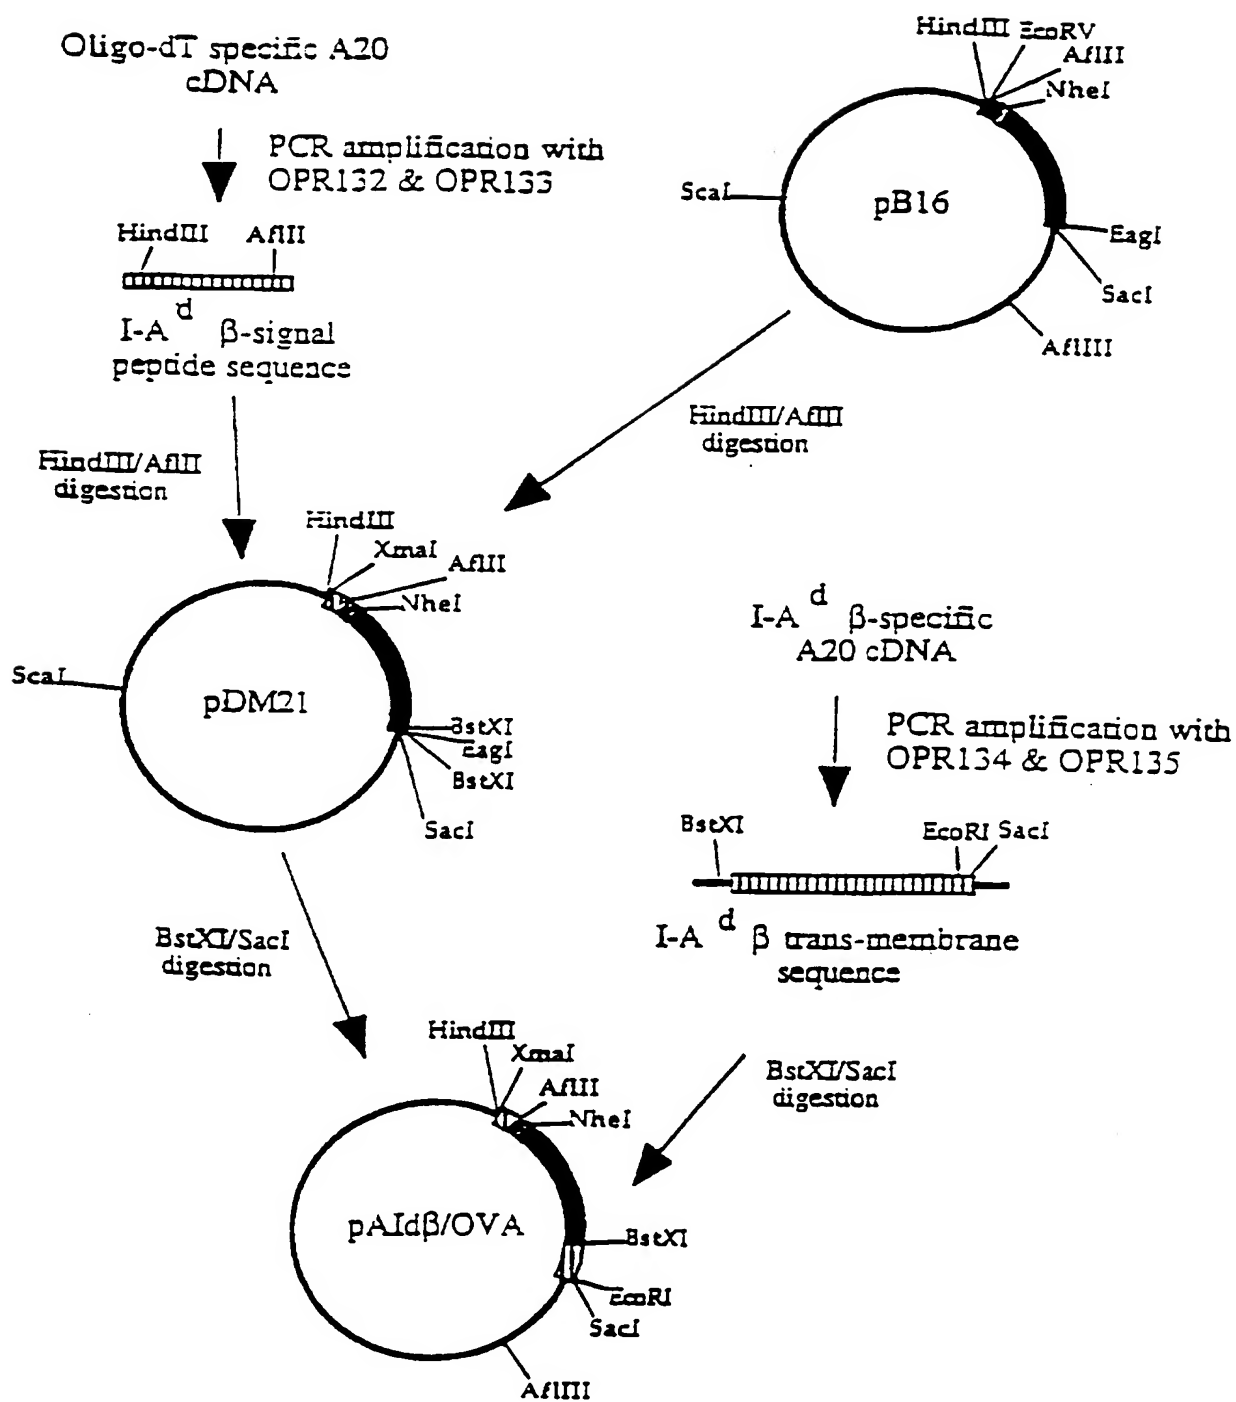 Oligo-dT specific A20
cDNA
PCR amplification with
OPR132 & OPR133
HindIII AflII
I-A d β-signal
peptide sequence
HindIII/AflII
digestion
HindIII EcoRV
AflII
NheI
ScaI
pB16
EagI
SacI
AflIII
HindIII/AflII
digestion
HindIII
XmaI
AflII
NheI
ScaI
pDM21
BstXI
EagI
BstXI
SacI
I-A d β-specific
A20 cDNA
PCR amplification with
OPR134 & OPR135
BstXI
EcoRI SacI
I-A d β trans-membrane
sequence
BstXI/SacI
digestion
BstXI/SacI
digestion
HindIII
XmaI
AflII
NheI
pAIdβ/OVA
BstXI
EcoRI
SacI
AflIII